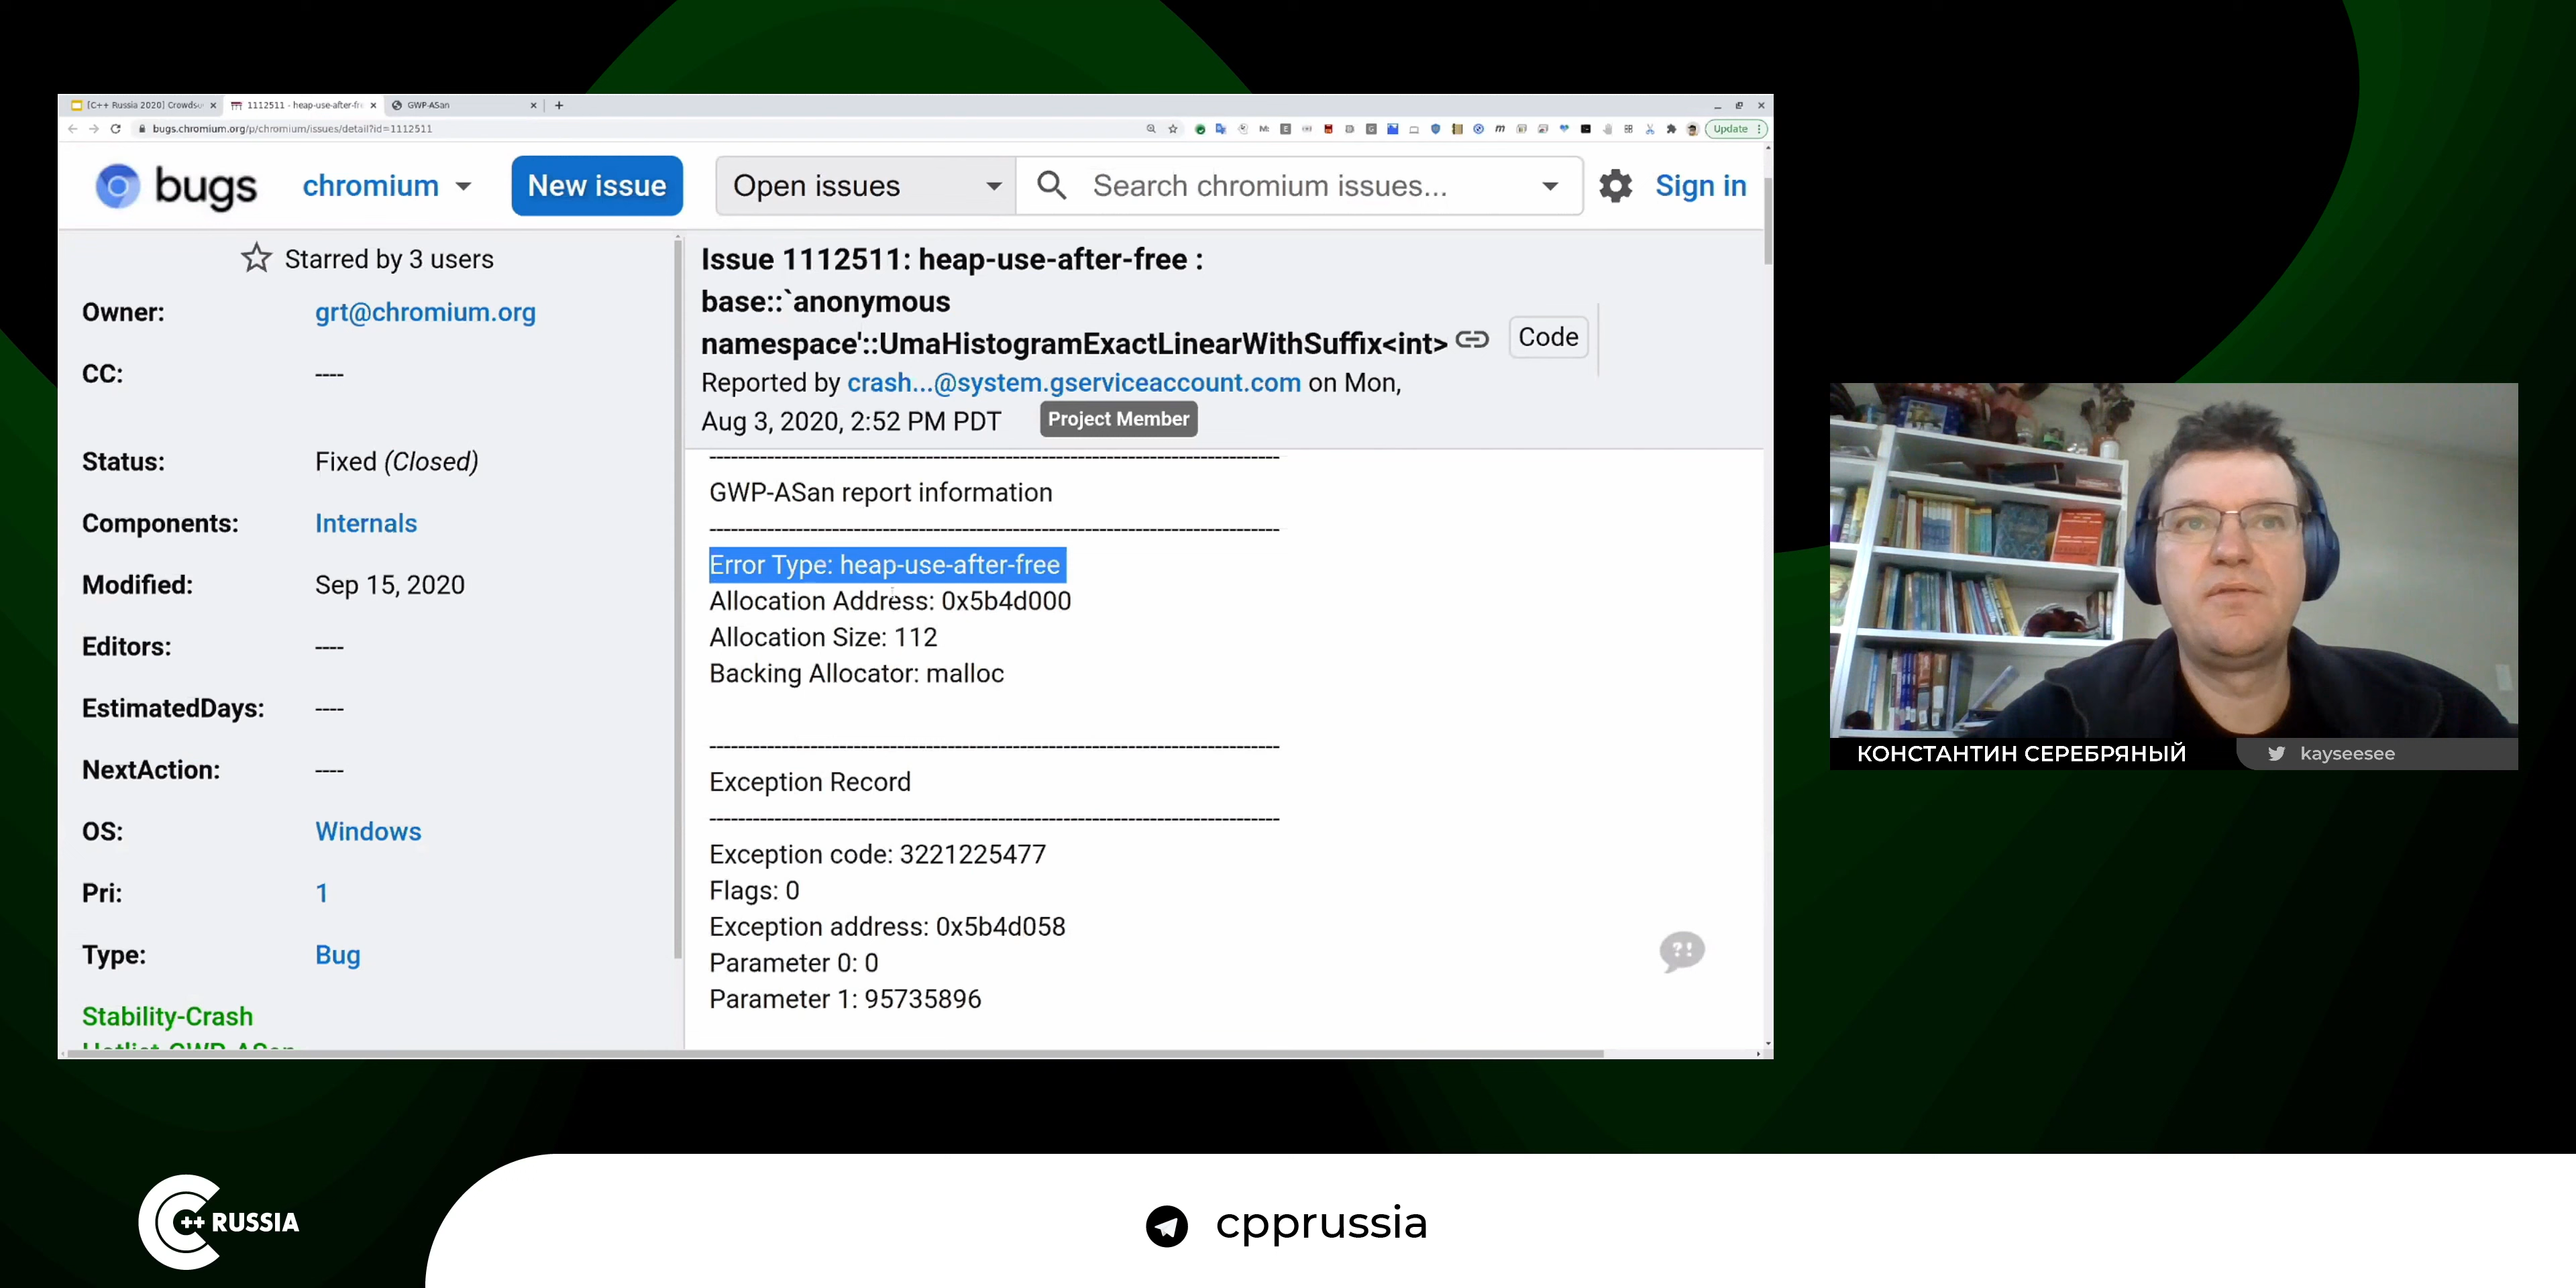 [C++ Russia 2020] Crowds
1112511 - heap-use-after-fr
GWP-ASan
bugs.chromium.org/p/chromium/issues/detail?id=1112511
Update
bugs
chromium
New issue
Open issues
Search chromium issues...
Sign in
Starred by 3 users
Owner: grt@chromium.org
CC: ----
Status: Fixed (Closed)
Components: Internals
Modified: Sep 15, 2020
Editors: ----
EstimatedDays: ----
NextAction: ----
OS: Windows
Pri: 1
Type: Bug
Stability-Crash
Issue 1112511: heap-use-after-free :
base::`anonymous
namespace'::UmaHistogramExactLinearWithSuffix<int>
Code
Reported by crash...@system.gserviceaccount.com on Mon,
Aug 3, 2020, 2:52 PM PDT Project Member
GWP-ASan report information
Error Type: heap-use-after-free
Allocation Address: 0x5b4d000
Allocation Size: 112
Backing Allocator: malloc
Exception Record
Exception code: 3221225477
Flags: 0
Exception address: 0x5b4d058
Parameter 0: 0
Parameter 1: 95735896
?!
КОНСТАНТИН СЕРЕБРЯНЫЙ
kayseesee
C++ RUSSIA
cpprussia